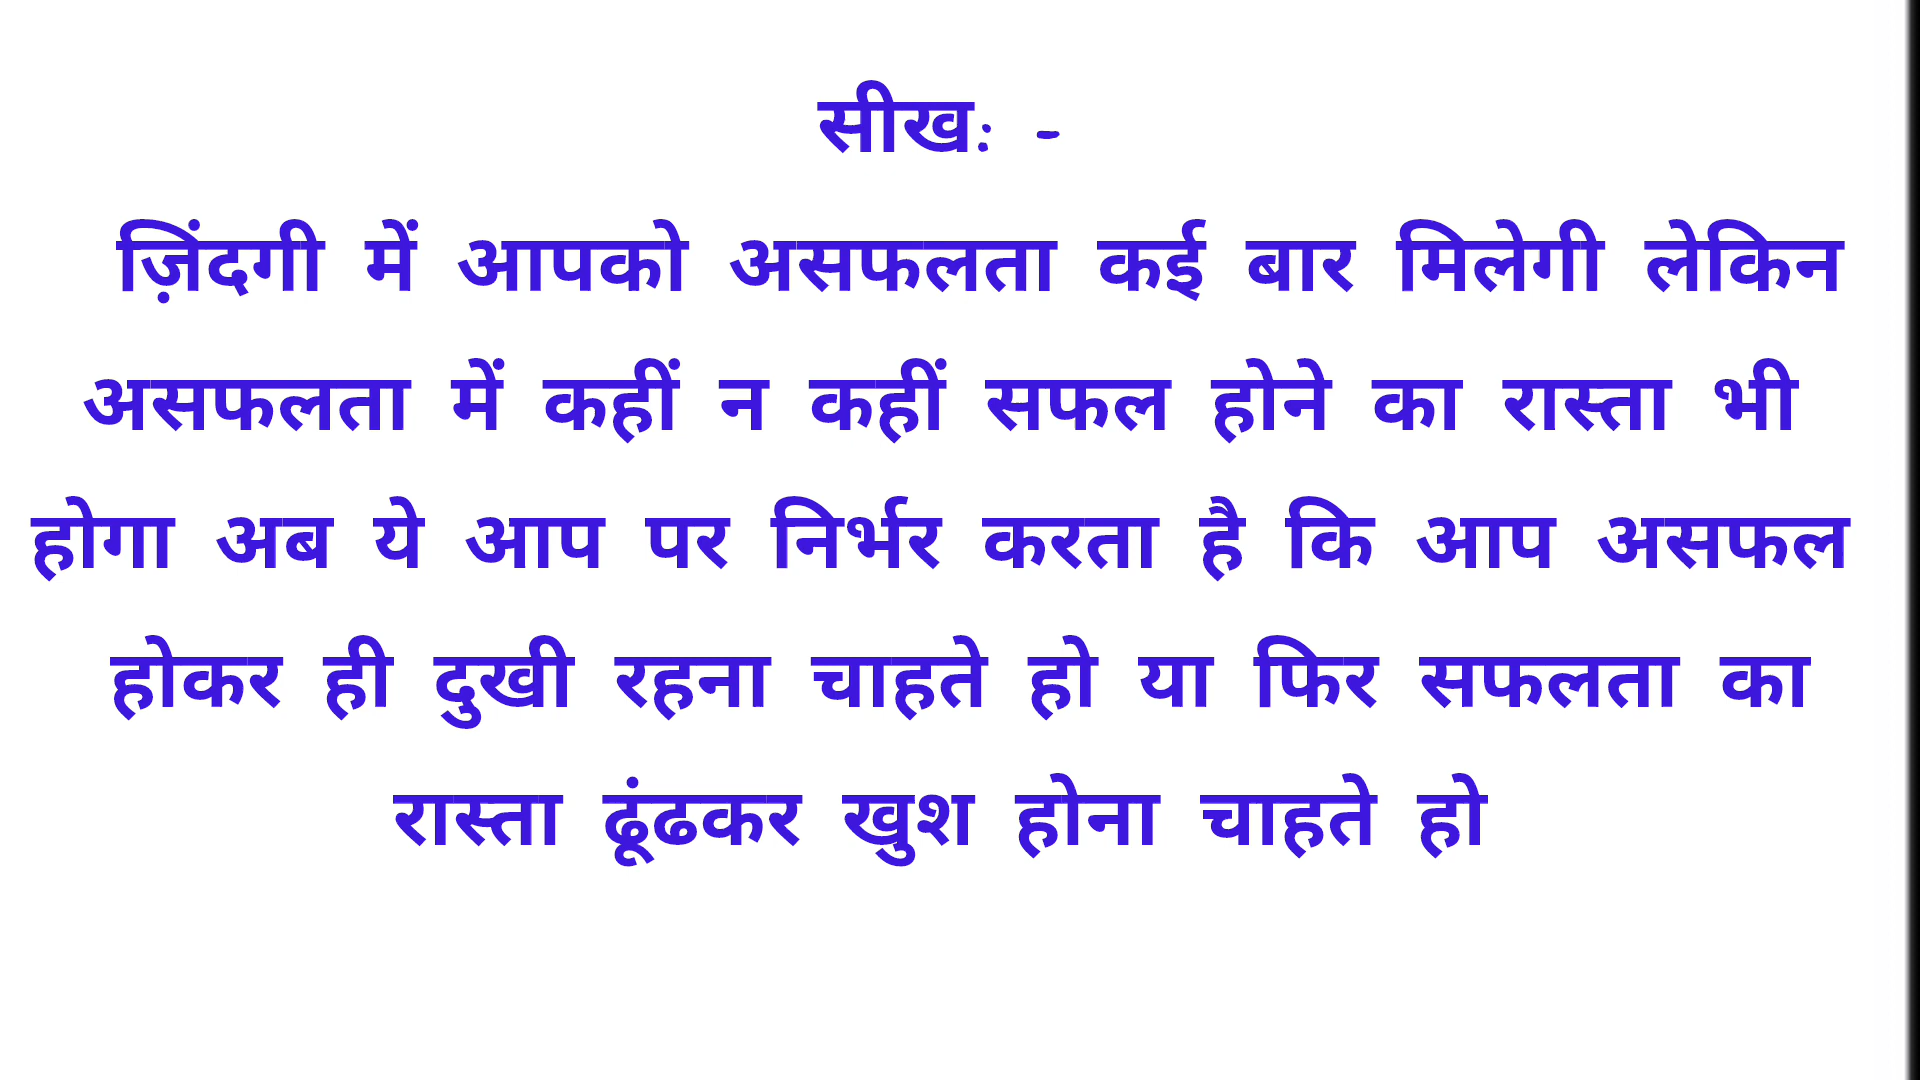 सीखः -
ज़िंदगी में आपको असफलता कई बार मिलेगी लेकिन
असफलता में कहीं न कहीं सफल होने का रास्ता भी
होगा अब ये आप पर निर्भर करता है कि आप असफल
होकर ही दुखी रहना चाहते हो या फिर सफलता का
रास्ता ढूंढकर खुश होना चाहते हो